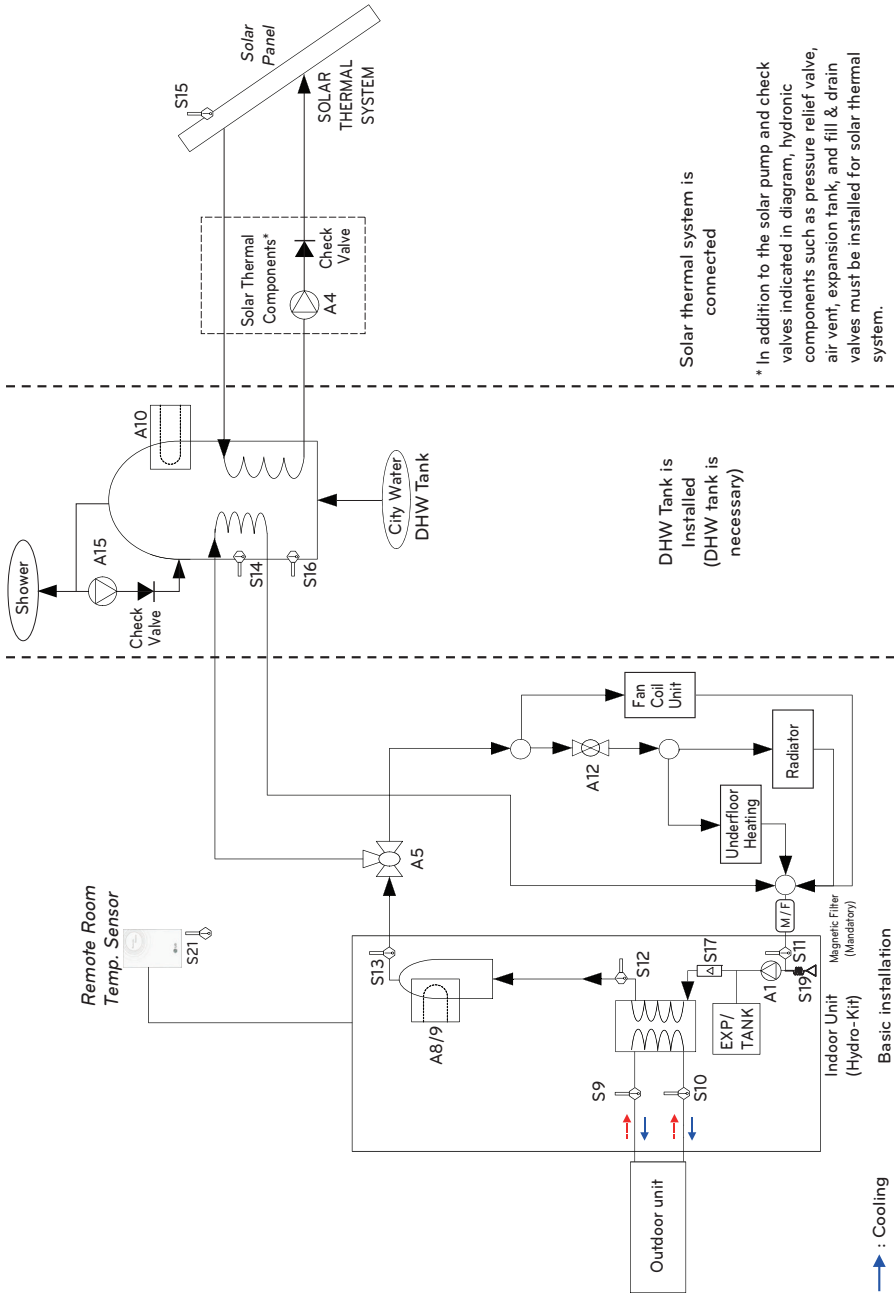 Remote Room
Temp. Sensor
S21
S13
A8/9
S12
S9
S10
S17
EXP/
TANK
A1
S11
S19
Outdoor unit
Indoor Unit
(Hydro-Kit)
M / F
Magnetic Filter
(Mandatory)
A5
A12
Fan
Coil
Unit
Radiator
Underfloor
Heating
Basic installation
: Cooling
Shower
A15
Check
Valve
A10
S14
S16
City Water
DHW Tank
DHW Tank is
Installed
(DHW tank is
necessary)
S15
Solar
Panel
SOLAR
THERMAL
SYSTEM
Solar Thermal
Components*
A4
Check
Valve
Solar thermal system is
connected
* In addition to the solar pump and check
valves indicated in diagram, hydronic
components such as pressure relief valve,
air vent, expansion tank, and fill & drain
valves must be installed for solar thermal
system.